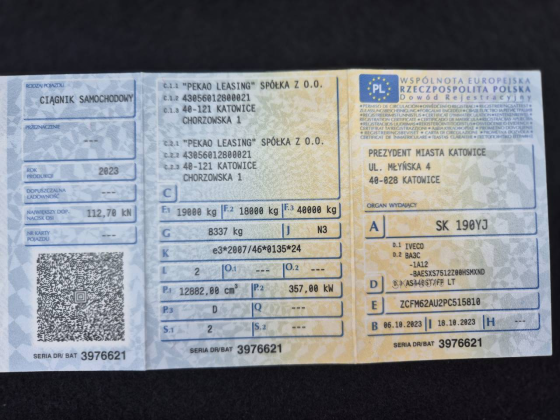 RODZAJ POJAZDU
CIĄGNIK SAMOCHODOWY
PRZEZNACZENIE
---
ROK PRODUKCJI
2023
DOPUSZCZALNA ŁADOWNOŚĆ
---
NAJWIĘKSZY DOP. NACISK OSI
112,70 kN
NR KARTY POJAZDU
---
SERIA DR/BAT 3976621
C.1.1 "PEKAO LEASING" SPÓŁKA Z O.O.
C.1.2 43056012800021
C.1.3 40-121 KATOWICE
CHORZOWSKA 1
C.2.1 "PEKAO LEASING" SPÓŁKA Z O.O.
C.2.2 43056012800021
C.2.3 40-121 KATOWICE
CHORZOWSKA 1
C
F.1 19000 kg F.2 18000 kg F.3 40000 kg
G 8337 kg J N3
K e3*2007/46*0135*24
L 2 O.1 --- O.2 ---
P.1 12882,00 cm³ P.2 357,00 kW
P.3 D Q ---
S.1 2 S.2 ---
SERIA DR/BAT 3976621
PL
WSPÓLNOTA EUROPEJSKA
RZECZPOSPOLITA POLSKA
Dowód Rejestracyjny
PREZYDENT MIASTA KATOWICE
UL. MŁYŃSKA 4
40-028 KATOWICE
ORGAN WYDAJĄCY
A SK 190YJ
D.1 IVECO
D.2 BA3C
-1A12
D
E ZCFM62AU2PC515810
B 06.10.2023 I 18.10.2023 H ---
SERIA DR/BAT 3976621